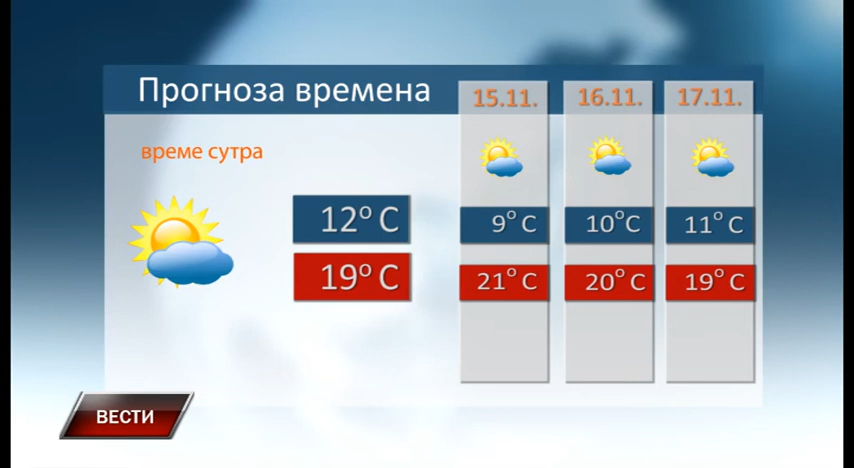 Прогноза времена
време сутра
12° C
19° C
15.11.
9° C
21° C
16.11.
10°C
20° C
17.11.
11° C
19° C
ВЕСТИ